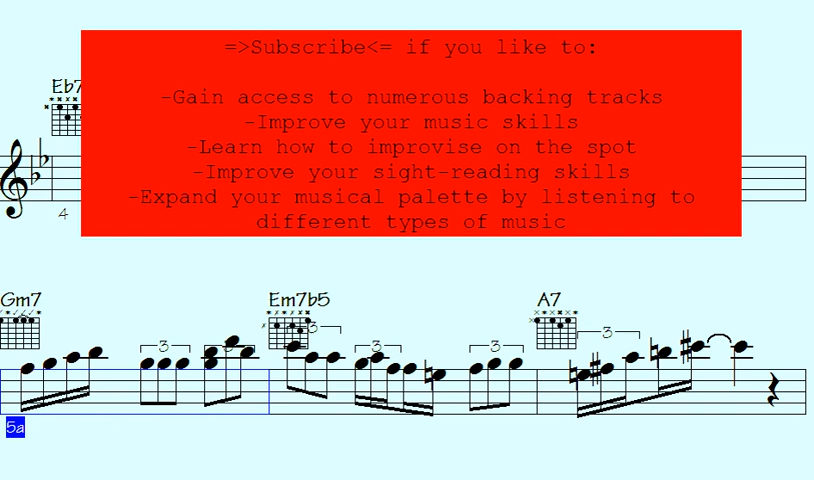 =>Subscribe<= if you like to:
-Gain access to numerous backing tracks
-Improve your music skills
-Learn how to improvise on the spot
-Improve your sight-reading skills
-Expand your musical palette by listening to
different types of music
Eb7
4
Gm7 Em7b5 A7
3 3 3 3 3 3
5a